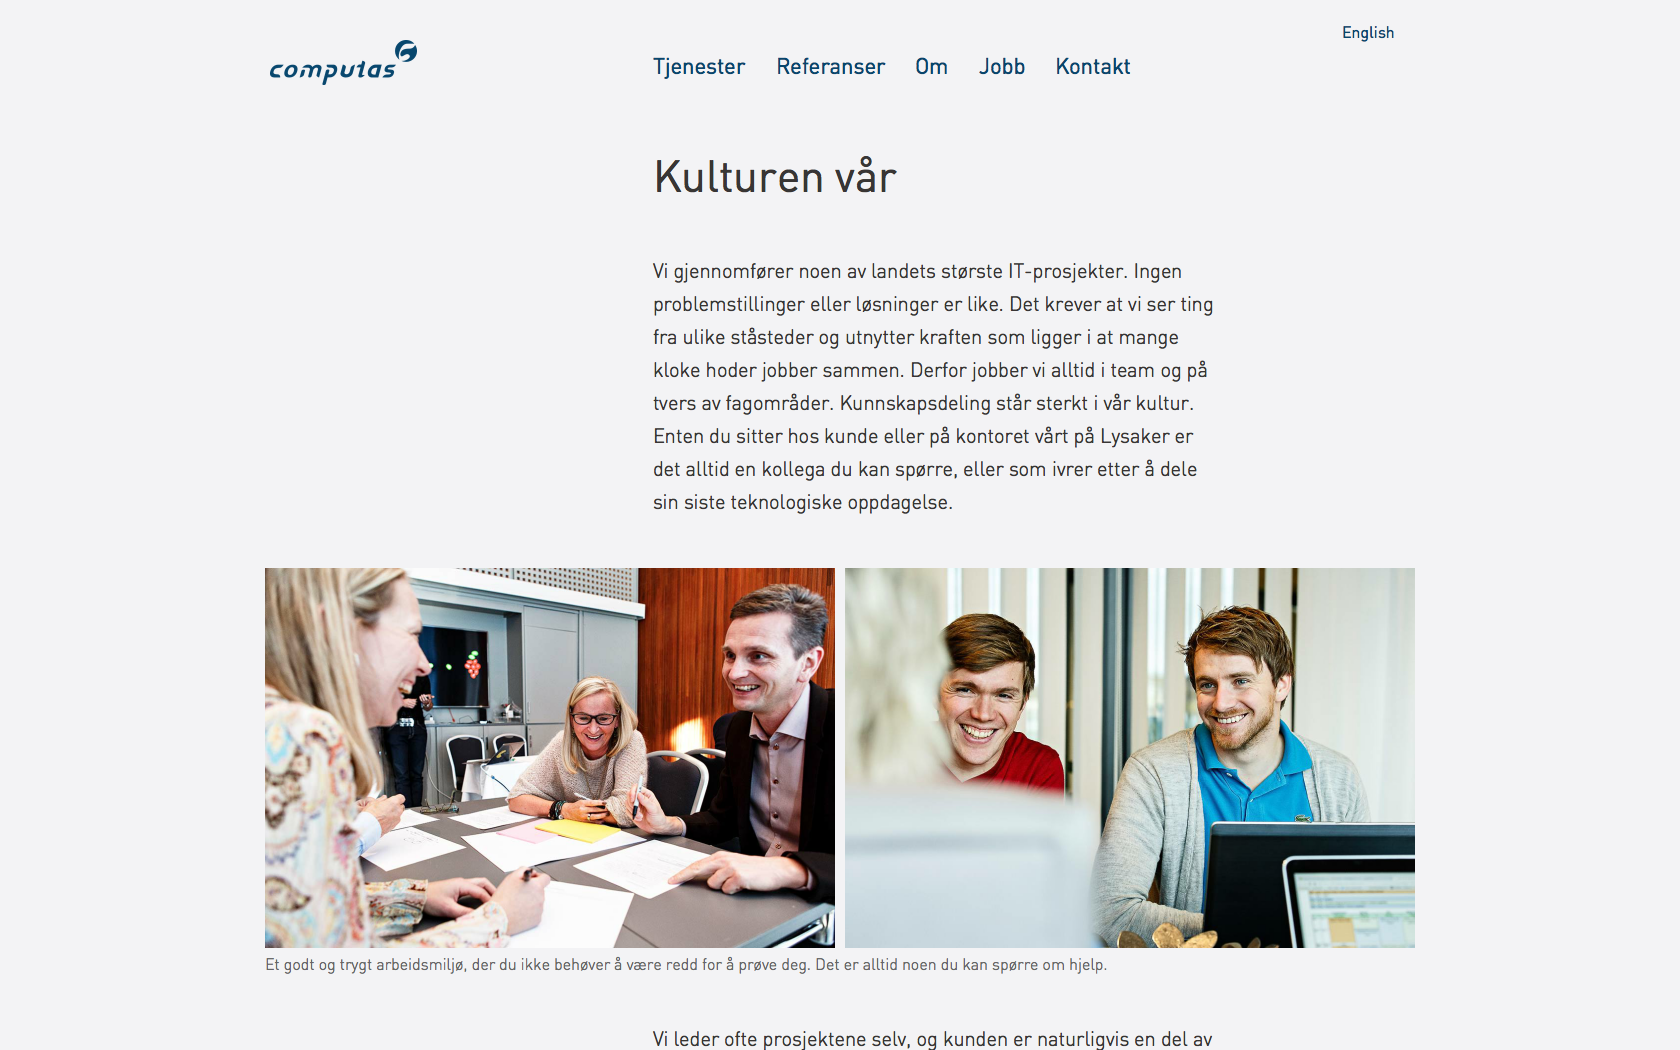 English
computas
Tjenester Referanser Om Jobb Kontakt
Kulturen vår
Vi gjennomfører noen av landets største IT-prosjekter. Ingen
problemstillinger eller løsninger er like. Det krever at vi ser ting
fra ulike ståsteder og utnytter kraften som ligger i at mange
kloke hoder jobber sammen. Derfor jobber vi alltid i team og på
tvers av fagområder. Kunnskapsdeling står sterkt i vår kultur.
Enten du sitter hos kunde eller på kontoret vårt på Lysaker er
det alltid en kollega du kan spørre, eller som ivrer etter å dele
sin siste teknologiske oppdagelse.
Et godt og trygt arbeidsmiljø, der du ikke behøver å være redd for å prøve deg. Det er alltid noen du kan spørre om hjelp.
Vi leder ofte prosjektene selv, og kunden er naturligvis en del av